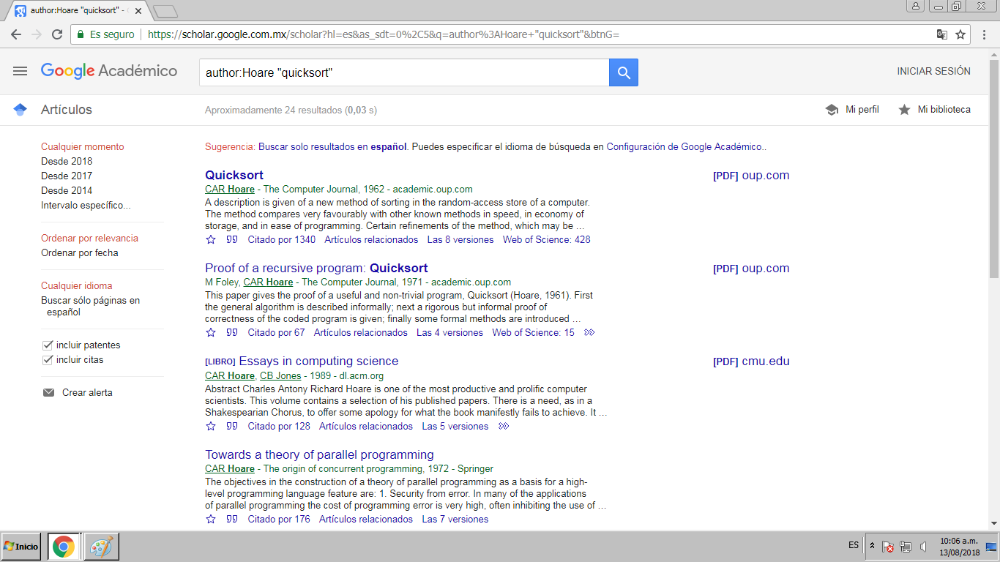 author:Hoare "quicksort" -
Es seguro
https://scholar.google.com.mx/scholar?hl=es&as_sdt=0%2C5&q=author%3AHoare+"quicksort"&btnG=
Google Académico
author:Hoare "quicksort"
INICIAR SESIÓN
Artículos
Aproximadamente 24 resultados (0,03 s)
Mi perfil
Mi biblioteca
Cualquier momento
Desde 2018
Desde 2017
Desde 2014
Intervalo específico...
Ordenar por relevancia
Ordenar por fecha
Cualquier idioma
Buscar sólo páginas en
español
incluir patentes
incluir citas
Crear alerta
Sugerencia: Buscar solo resultados en español. Puedes especificar el idioma de búsqueda en Configuración de Google Académico..
Quicksort
[PDF] oup.com
CAR Hoare - The Computer Journal, 1962 - academic.oup.com
A description is given of a new method of sorting in the random-access store of a computer.
The method compares very favourably with other known methods in speed, in economy of
storage, and in ease of programming. Certain refinements of the method, which may be ...
Citado por 1340 Artículos relacionados Las 8 versiones Web of Science: 428
Proof of a recursive program: Quicksort
[PDF] oup.com
M Foley, CAR Hoare - The Computer Journal, 1971 - academic.oup.com
This paper gives the proof of a useful and non-trivial program, Quicksort (Hoare, 1961). First
the general algorithm is described informally; next a rigorous but informal proof of
correctness of the coded program is given; finally some formal methods are introduced ...
Citado por 67 Artículos relacionados Las 4 versiones Web of Science: 15
[LIBRO] Essays in computing science
[PDF] cmu.edu
CAR Hoare, CB Jones - 1989 - dl.acm.org
Abstract Charles Antony Richard Hoare is one of the most productive and prolific computer
scientists. This volume contains a selection of his published papers. There is a need, as in a
Shakespearian Chorus, to offer some apology for what the book manifestly fails to achieve. It ...
Citado por 128 Artículos relacionados Las 5 versiones
Towards a theory of parallel programming
CAR Hoare - The origin of concurrent programming, 1972 - Springer
The objectives in the construction of a theory of parallel programming as a basis for a high-
level programming language feature are: 1. Security from error. In many of the applications
of parallel programming the cost of programming error is very high, often inhibiting the use of ...
Citado por 176 Artículos relacionados Las 7 versiones
Inicio
ES
10:06 a.m.
13/08/2018